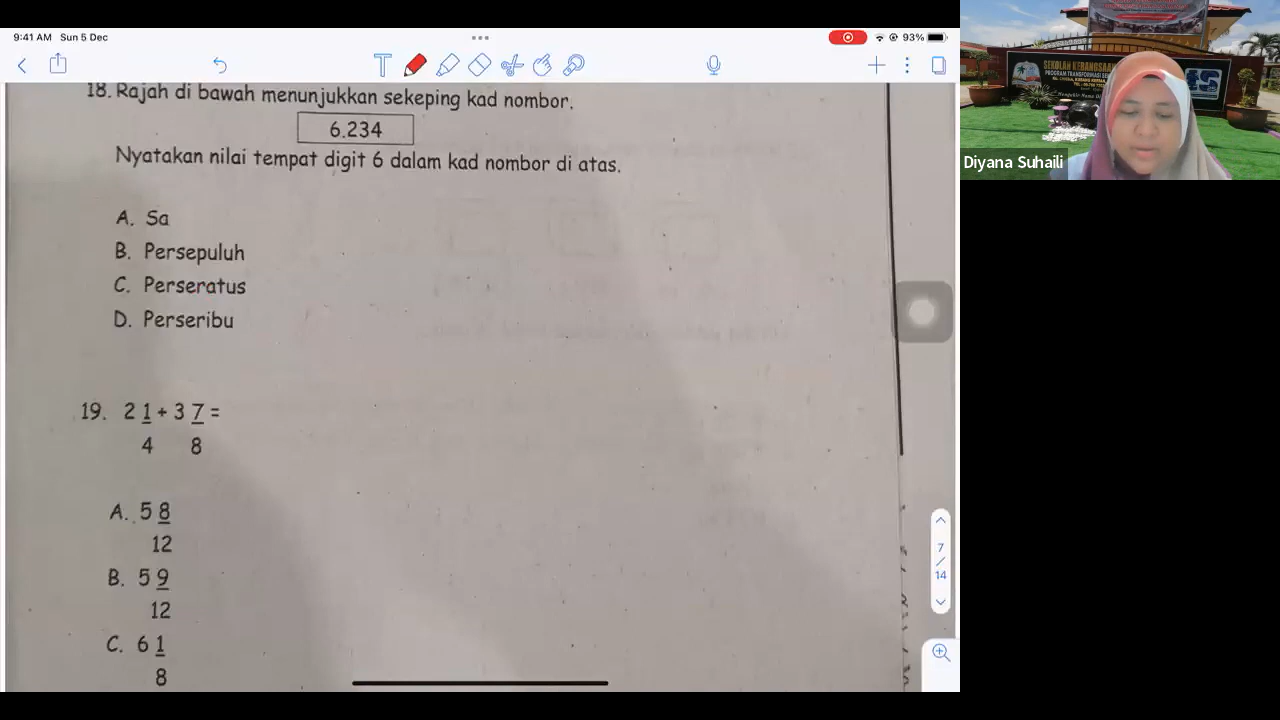 9:41 AM Sun 5 Dec
93%
18. Rajah di bawah menunjukkan sekeping kad nombor.
6.234
Nyatakan nilai tempat digit 6 dalam kad nombor di atas.
A. Sa
B. Persepuluh
C. Perseratus
D. Perseribu
19. 2 1 + 3 7 =
4 8
A. 5 8
12
B. 5 9
12
C. 6 1
8
7
/
14
SEKOLAH KEBANGSAAN
Diyana Suhaili